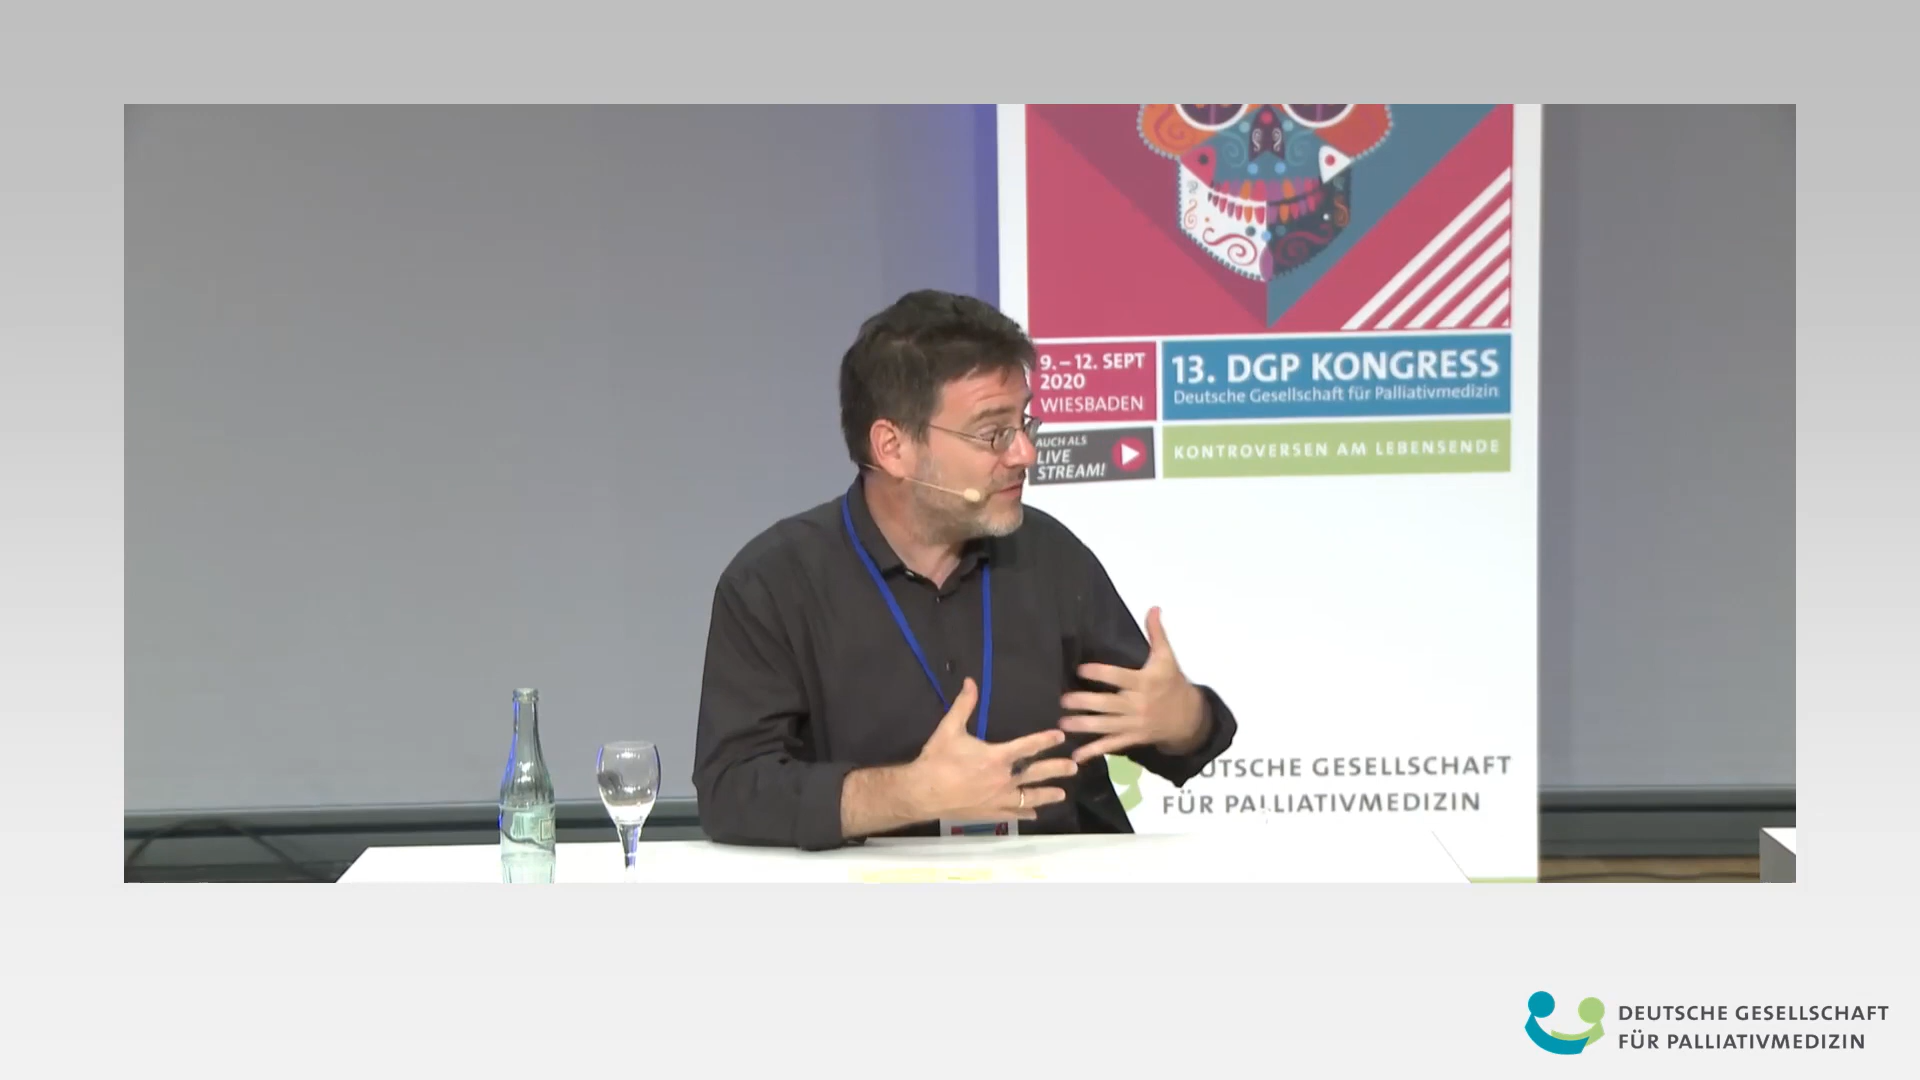 9. – 12. SEPT
2020
WIESBADEN
13. DGP KONGRESS
Deutsche Gesellschaft für Palliativmedizin
AUCH ALS
LIVE
STREAM!
KONTROVERSEN AM LEBENSENDE
GESELLSCHAFT
FÜR PALLIATIVMEDIZIN
DEUTSCHE GESELLSCHAFT
FÜR PALLIATIVMEDIZIN